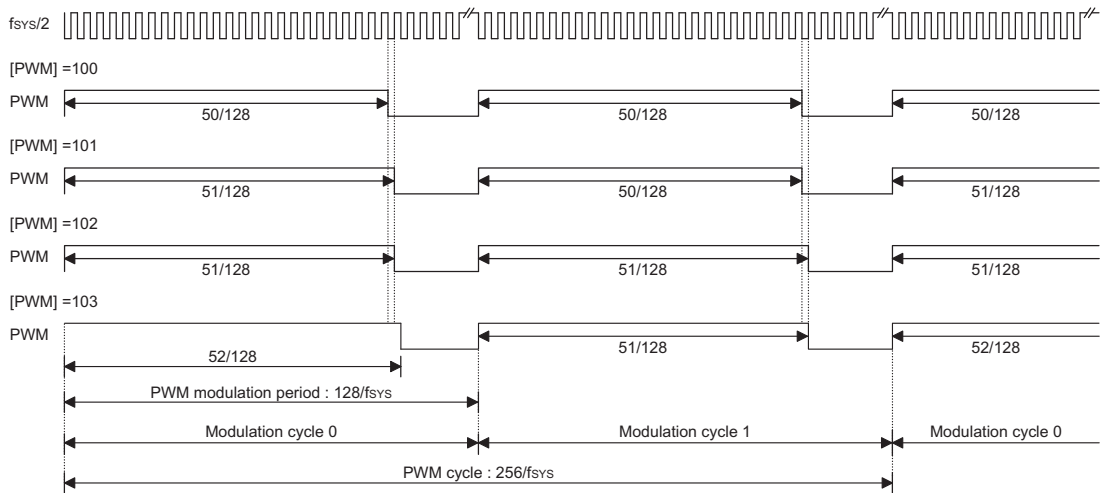 fSYS/2
[PWM] =100
PWM
50/128 50/128 50/128
[PWM] =101
PWM
51/128 50/128 51/128
[PWM] =102
PWM
51/128 51/128 51/128
[PWM] =103
PWM
52/128 51/128 52/128
PWM modulation period : 128/fSYS
Modulation cycle 0 Modulation cycle 1 Modulation cycle 0
PWM cycle : 256/fSYS